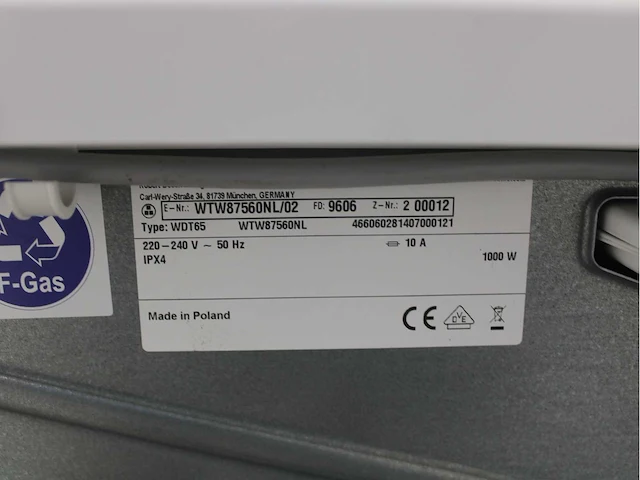 Carl-Wery-Straße 34, 81739 München, GERMANY
E-Nr.: WTW87560NL/02 FD: 9606 Z-Nr.: 2 00012
Type: WDT65 WTW87560NL 466060281407000121
220-240 V ~ 50 Hz 10 A
IPX4 1000 W
Made in Poland
CE VDE
F-Gas